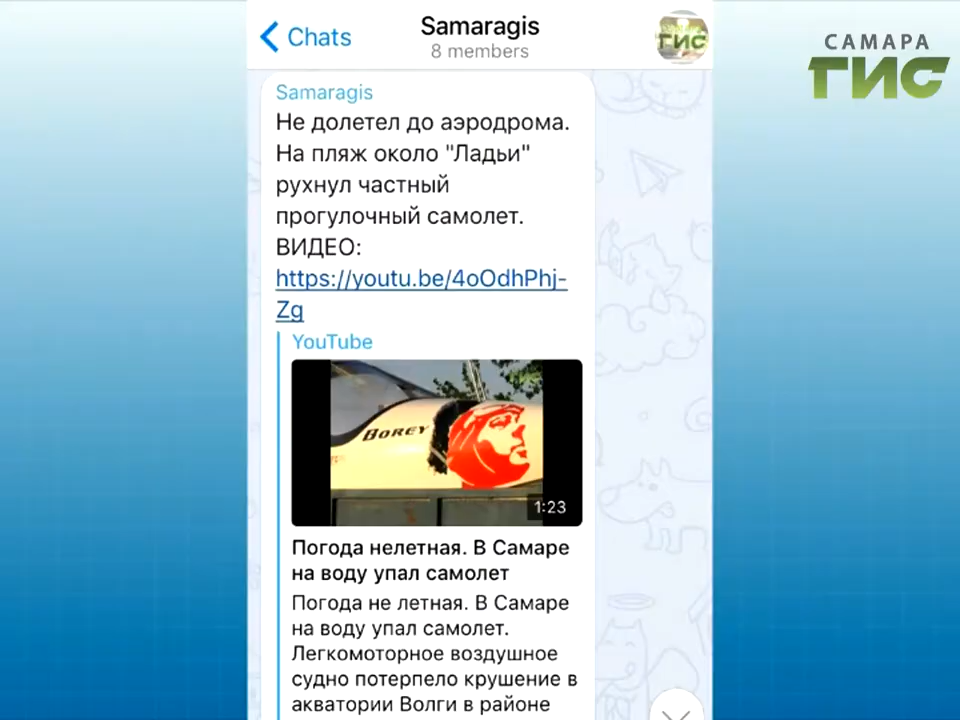 Chats
Samaragis
8 members
ГИС
САМАРА
ГИС
Samaragis
Не долетел до аэродрома.
На пляж около "Ладьи"
рухнул частный
прогулочный самолет.
ВИДЕО:
https://youtu.be/4oOdhPhj-
Zg
YouTube
BOREY
1:23
Погода нелетная. В Самаре
на воду упал самолет
Погода не летная. В Самаре
на воду упал самолет.
Легкомоторное воздушное
судно потерпело крушение в
акватории Волги в районе